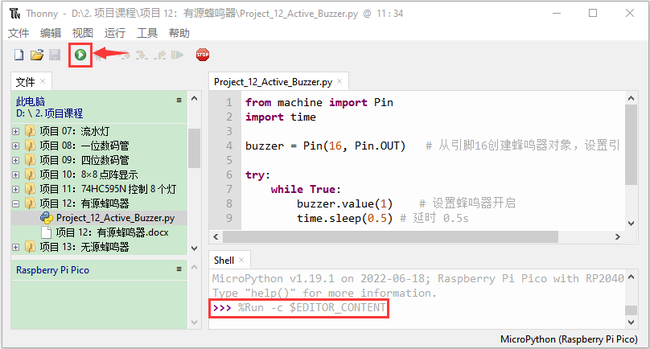 Thonny - D:\2. 项目课程\项目 12：有源蜂鸣器\Project_12_Active_Buzzer.py @ 11 : 34
文件 编辑 视图 运行 工具 帮助
STOP
文件
此电脑
D: \ 2. 项目课程
项目 07：流水灯
项目 08：一位数码管
项目 09：四位数码管
项目 10：8×8 点阵显示
项目 11：74HC595N 控制 8 个灯
项目 12：有源蜂鸣器
Project_12_Active_Buzzer.py
项目 12：有源蜂鸣器.docx
项目 13：无源蜂鸣器
Raspberry Pi Pico
Project_12_Active_Buzzer.py
1 from machine import Pin
2 import time
3
4 buzzer = Pin(16, Pin.OUT) # 从引脚16创建蜂鸣器对象，设置引
5
6 try:
7 while True:
8 buzzer.value(1) # 设置蜂鸣器开启
9 time.sleep(0.5) # 延时 0.5s
Shell
MicroPython v1.19.1 on 2022-06-18; Raspberry Pi Pico with RP2040
Type "help()" for more information.
>>> %Run -c $EDITOR_CONTENT
MicroPython (Raspberry Pi Pico)